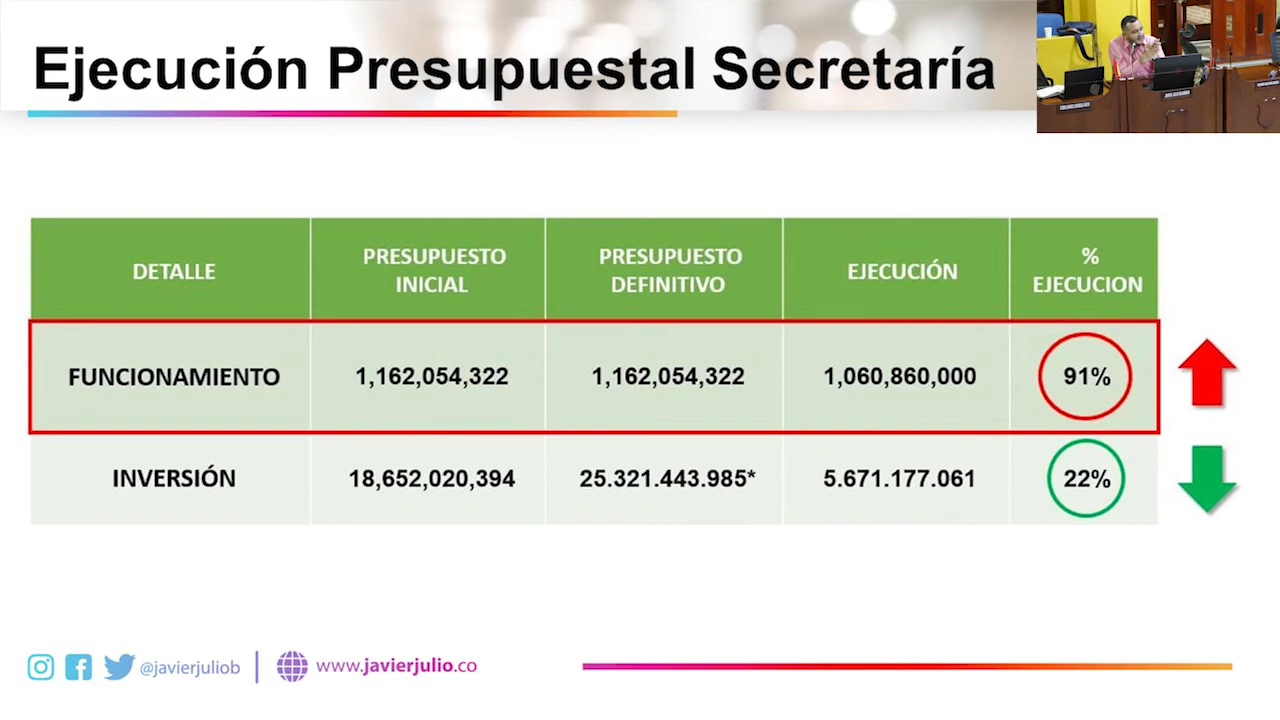 Ejecución Presupuestal Secretaría
DETALLE
PRESUPUESTO
INICIAL
PRESUPUESTO
DEFINITIVO
EJECUCIÓN
%
EJECUCION
FUNCIONAMIENTO
1,162,054,322
1,162,054,322
1,060,860,000
91%
INVERSIÓN
18,652,020,394
25.321.443.985*
5.671.177.061
22%
@javierjuliob
www.javierjulio.co